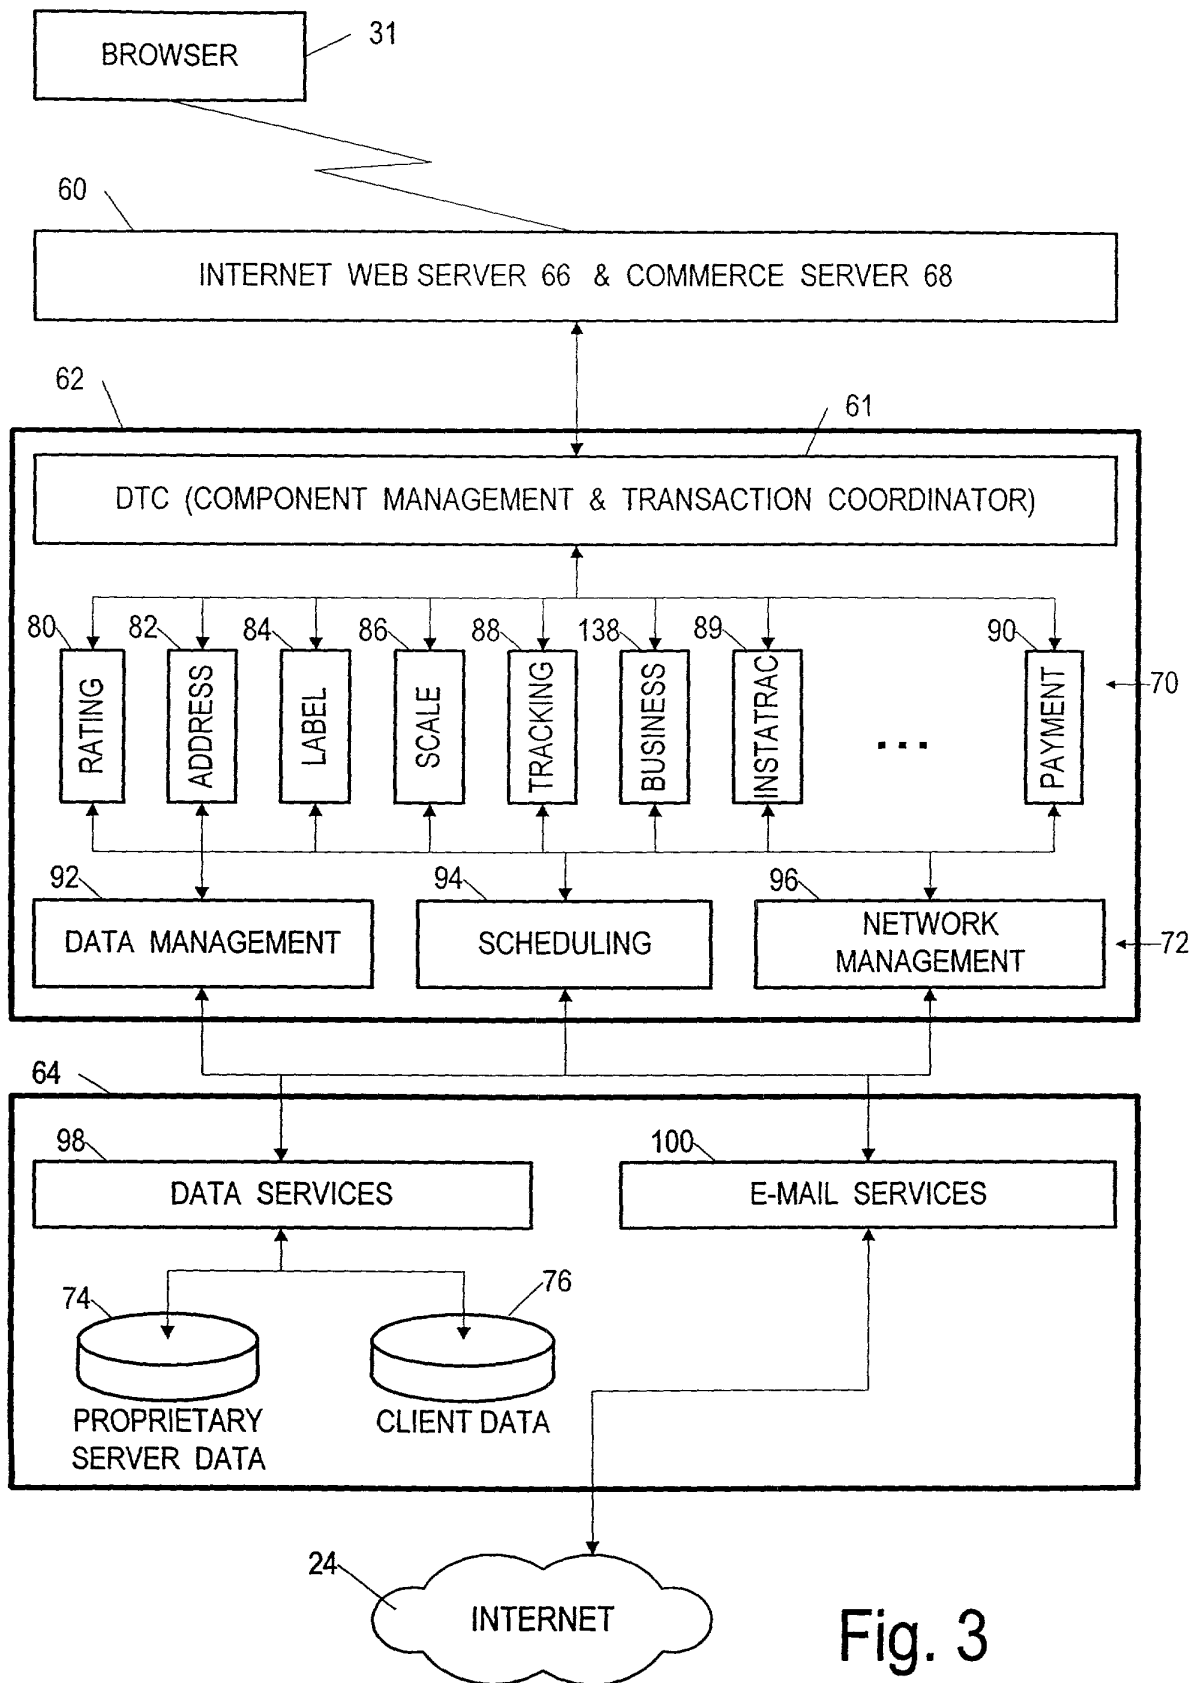 31
BROWSER
60
INTERNET WEB SERVER 66 & COMMERCE SERVER 68
62
61
DTC (COMPONENT MANAGEMENT & TRANSACTION COORDINATOR)
80 82 84 86 88 138 89 90
RATING
ADDRESS
LABEL
SCALE
TRACKING
BUSINESS
INSTATRAC
...
PAYMENT
70
92 94 96
DATA MANAGEMENT
SCHEDULING
NETWORK
MANAGEMENT
72
64
98 100
DATA SERVICES
E-MAIL SERVICES
74 76
PROPRIETARY
SERVER DATA
CLIENT DATA
24
INTERNET
Fig. 3